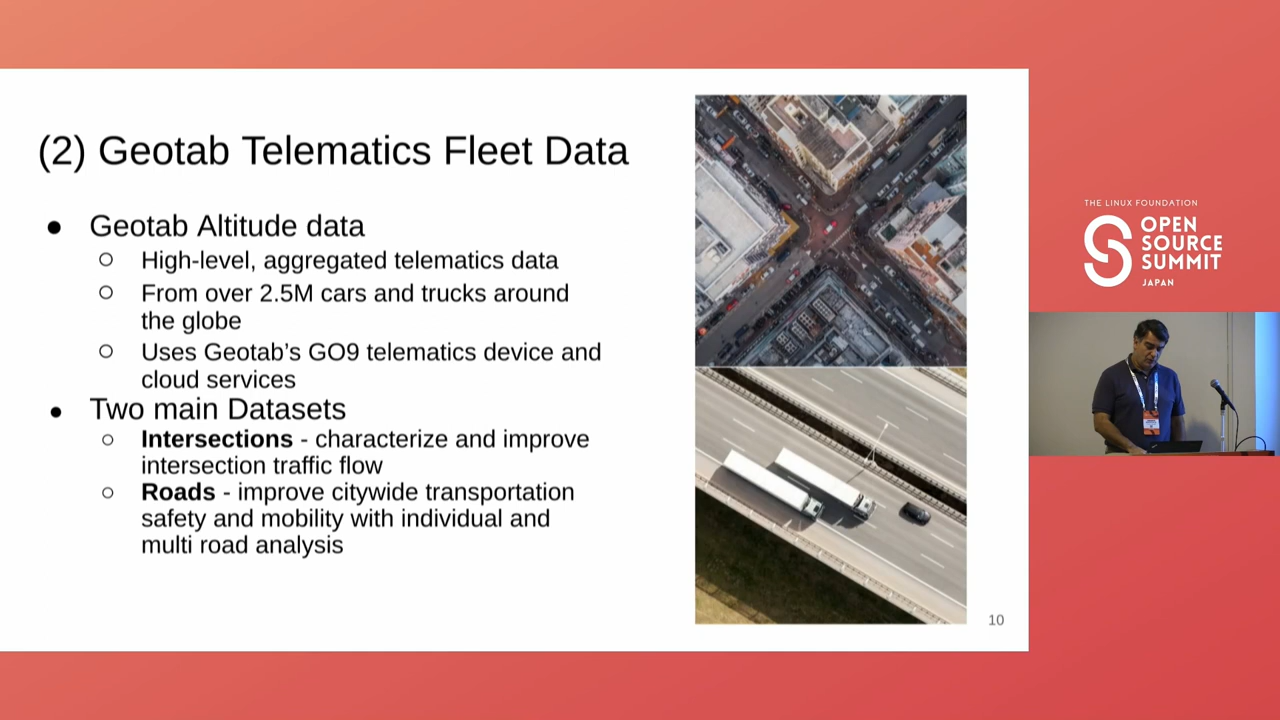 (2) Geotab Telematics Fleet Data
● Geotab Altitude data
○ High-level, aggregated telematics data
○ From over 2.5M cars and trucks around
the globe
○ Uses Geotab’s GO9 telematics device and
cloud services
● Two main Datasets
○ Intersections - characterize and improve
intersection traffic flow
○ Roads - improve citywide transportation
safety and mobility with individual and
multi road analysis
10
THE LINUX FOUNDATION
OPEN
SOURCE
SUMMIT
JAPAN